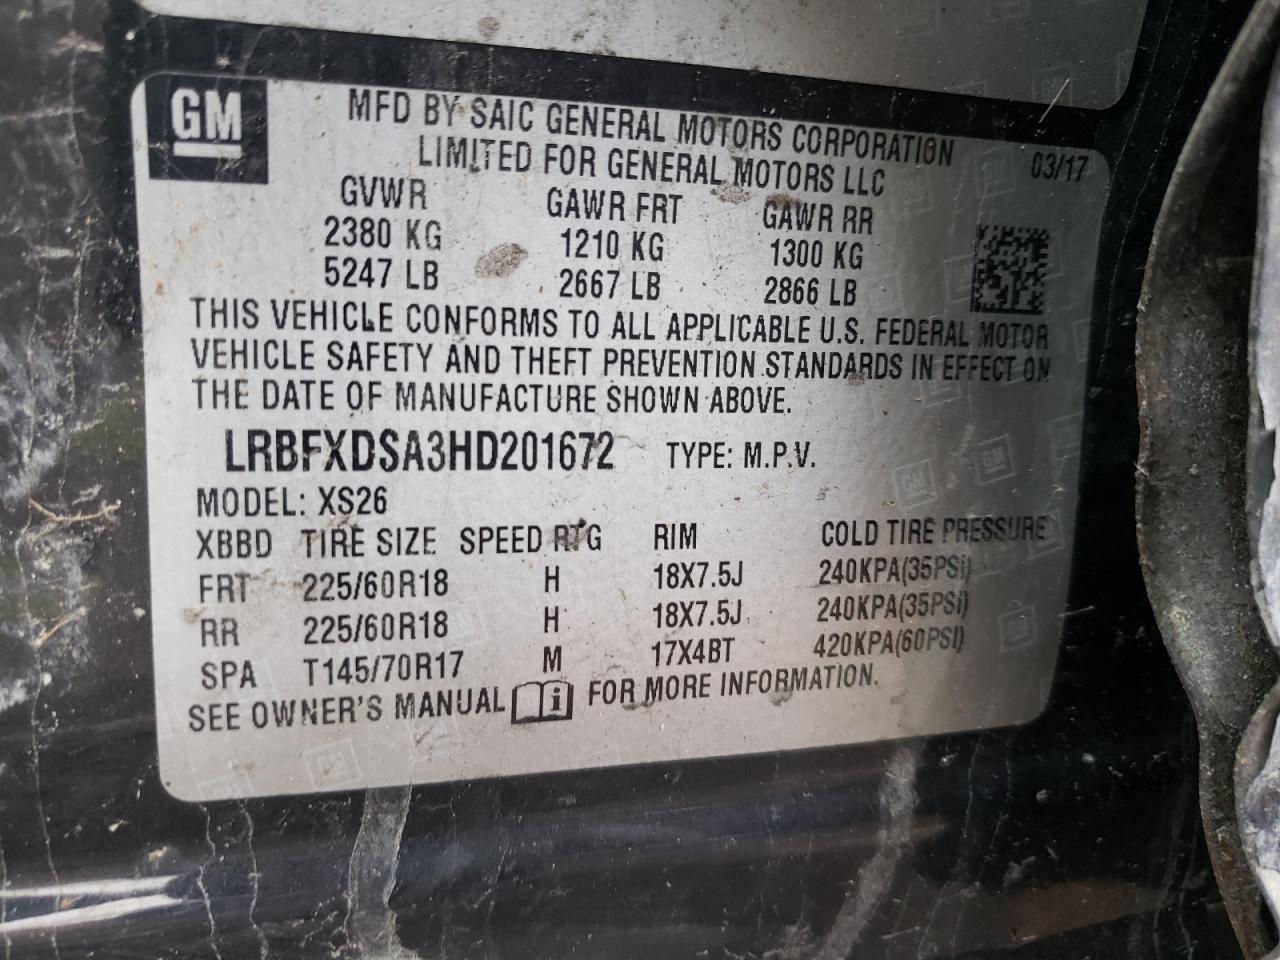 GM
MFD BY SAIC GENERAL MOTORS CORPORATION
LIMITED FOR GENERAL MOTORS LLC
03/17
GVWR GAWR FRT GAWR RR
2380 KG 1210 KG 1300 KG
5247 LB 2667 LB 2866 LB
THIS VEHICLE CONFORMS TO ALL APPLICABLE U.S. FEDERAL MOTOR
VEHICLE SAFETY AND THEFT PREVENTION STANDARDS IN EFFECT ON
THE DATE OF MANUFACTURE SHOWN ABOVE.
LRBFXDSA3HD201672 TYPE: M.P.V.
MODEL: XS26
XBBD TIRE SIZE SPEED RTG RIM COLD TIRE PRESSURE
FRT 225/60R18 H 18X7.5J 240KPA(35PSI)
RR 225/60R18 H 18X7.5J 240KPA(35PSI)
SPA T145/70R17 M 17X4BT 420KPA(60PSI)
SEE OWNER'S MANUAL i FOR MORE INFORMATION.